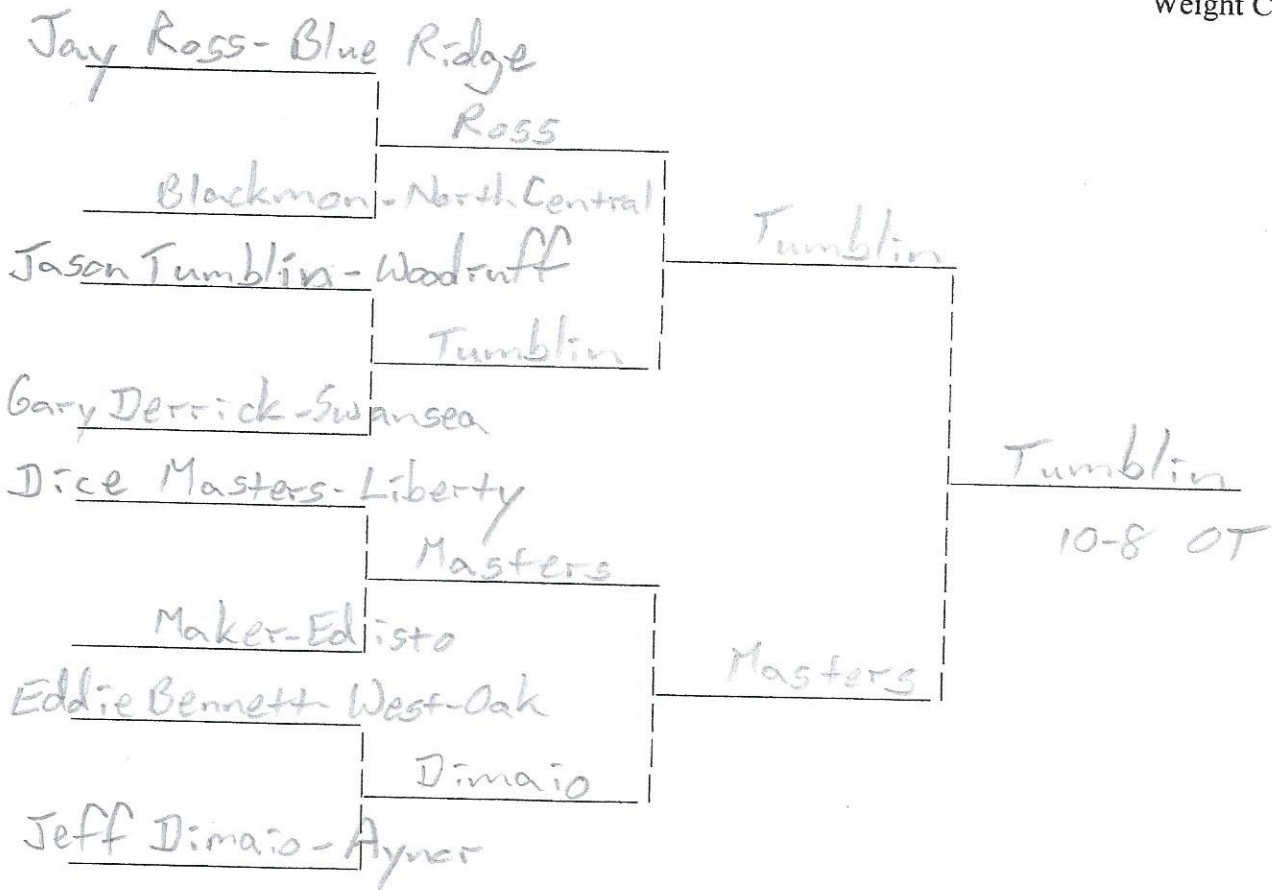 Weight C
Jay Ross-Blue Ridge
Ross
Blackmon-North Central
Tumblin
Jason Tumblin-Woodruff
Tumblin
Gary Derrick-Swansea
Tumblin
Dice Masters-Liberty
10-8 OT
Masters
Maker-Edisto
Masters
Eddie Bennett West-Oak
Dimaio
Jeff Dimaio-Aynor